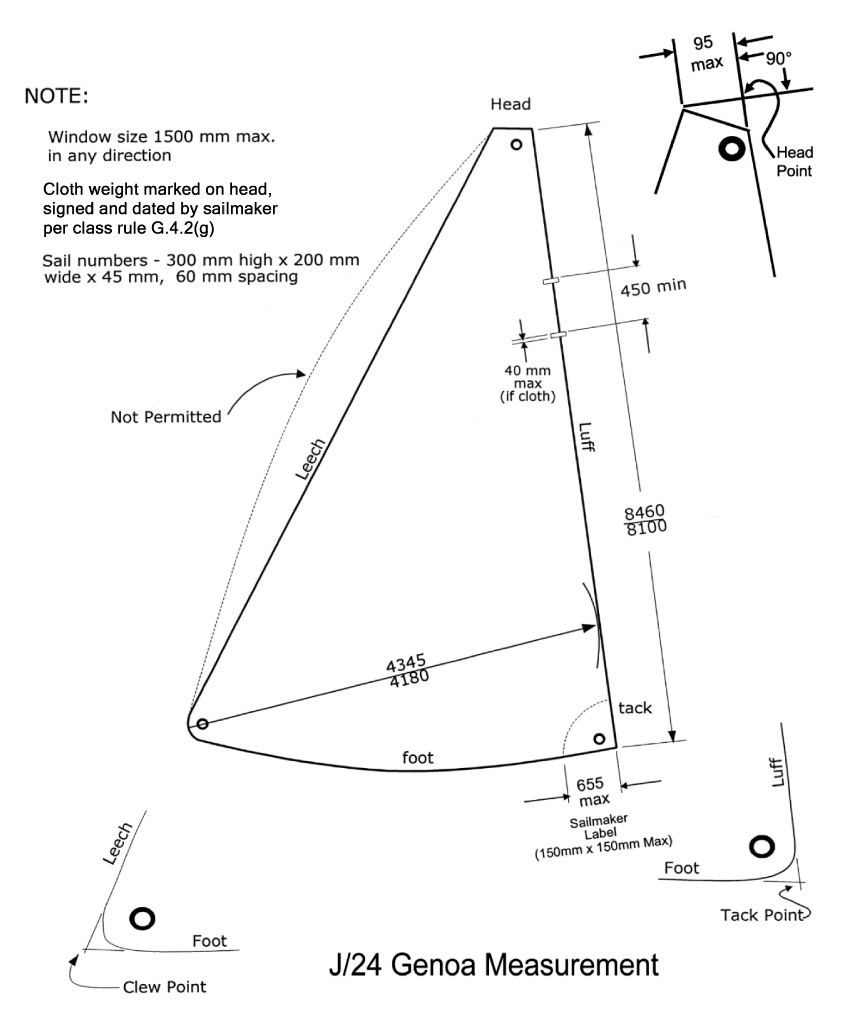 NOTE:
Window size 1500 mm max.
in any direction
Cloth weight marked on head,
signed and dated by sailmaker
per class rule G.4.2(g)
Sail numbers - 300 mm high x 200 mm
wide x 45 mm, 60 mm spacing
Head
95
max
90°
Head
Point
450 min
40 mm
max
(if cloth)
Not Permitted
Leech
Luff
8460
8100
4345
4180
tack
foot
655
max
Sailmaker
Label
(150mm x 150mm Max)
Luff
Foot
Tack Point
Leech
Foot
Clew Point
J/24 Genoa Measurement